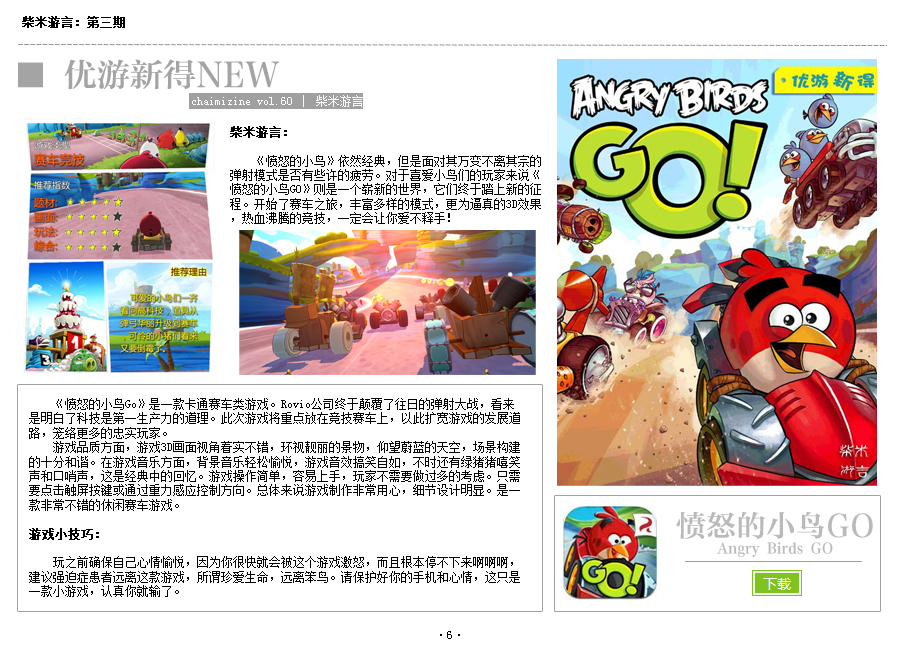 柴米游言：第三期
优游新得NEW
chaimizine vol.60 | 柴米游言
游戏类型
赛车竞技
推荐指数
题材：★★★★★
画面：★★★★★
玩法：★★★★★
综合：★★★★★
推荐理由
可爱的小鸟们一齐
看向高科技，道具从
弹弓华丽升级到赛车
，可怜的小猪们看来
又要倒霉了。
柴米游言：
《愤怒的小鸟》依然经典，但是面对其万变不离其宗的
弹射模式是否有些许的疲劳。对于喜爱小鸟们的玩家来说《
愤怒的小鸟GO》则是一个崭新的世界，它们终于踏上新的征
程。开始了赛车之旅，丰富多样的模式，更为逼真的3D效果
，热血沸腾的竞技，一定会让你爱不释手！
《愤怒的小鸟Go》是一款卡通赛车类游戏。Rovio公司终于颠覆了往日的弹射大战，看来
是明白了科技是第一生产力的道理。此次游戏将重点放在竞技赛车上，以此扩宽游戏的发展道
路，笼络更多的忠实玩家。
游戏品质方面，游戏3D画面视角着实不错，环视靓丽的景物，仰望蔚蓝的天空，场景构建
的十分和谐。在游戏音乐方面，背景音乐轻松愉悦，游戏音效搞笑自如，不时还有绿猪猪嘻笑
声和口哨声，这是经典中的回忆。游戏操作简单，容易上手，玩家不需要做过多的考虑。只需
要点击触屏按键或通过重力感应控制方向。总体来说游戏制作非常用心，细节设计明显。是一
款非常不错的休闲赛车游戏。
游戏小技巧：
玩之前确保自己心情愉悦，因为你很快就会被这个游戏激怒，而且根本停不下来啊啊啊，
建议强迫症患者远离这款游戏，所谓珍爱生命，远离笨鸟。请保护好你的手机和心情，这只是
一款小游戏，认真你就输了。
ANGRY BIRDS
GO!
·优游新得
柴米
游言
GO!
愤怒的小鸟GO
Angry Birds GO
下载
·6·